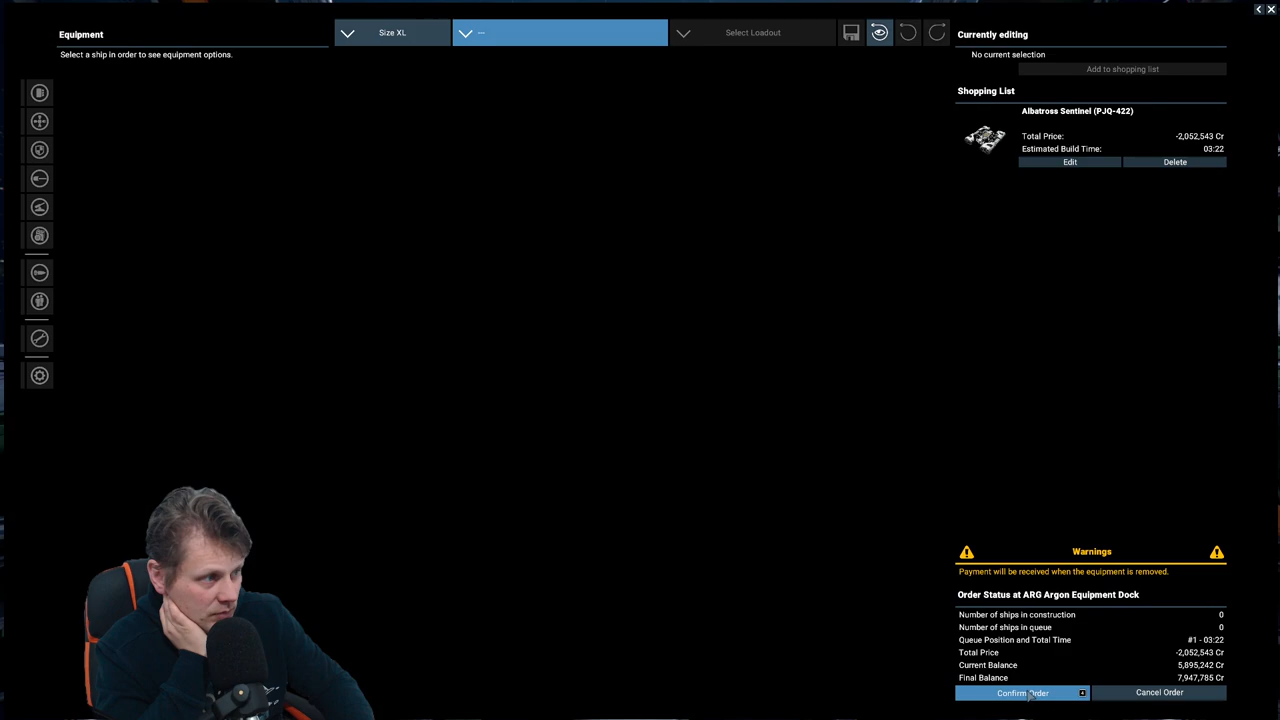 Equipment
Select a ship in order to see equipment options.
Size XL
---
Select Loadout
Currently editing
No current selection
Add to shopping list
Shopping List
Albatross Sentinel (PJQ-422)
Total Price: -2,052,543 Cr
Estimated Build Time: 03:22
Edit Delete
Warnings
Payment will be received when the equipment is removed.
Order Status at ARG Argon Equipment Dock
Number of ships in construction 0
Number of ships in queue 0
Queue Position and Total Time #1 - 03:22
Total Price -2,052,543 Cr
Current Balance 5,895,242 Cr
Final Balance 7,947,785 Cr
Confirm Order Cancel Order